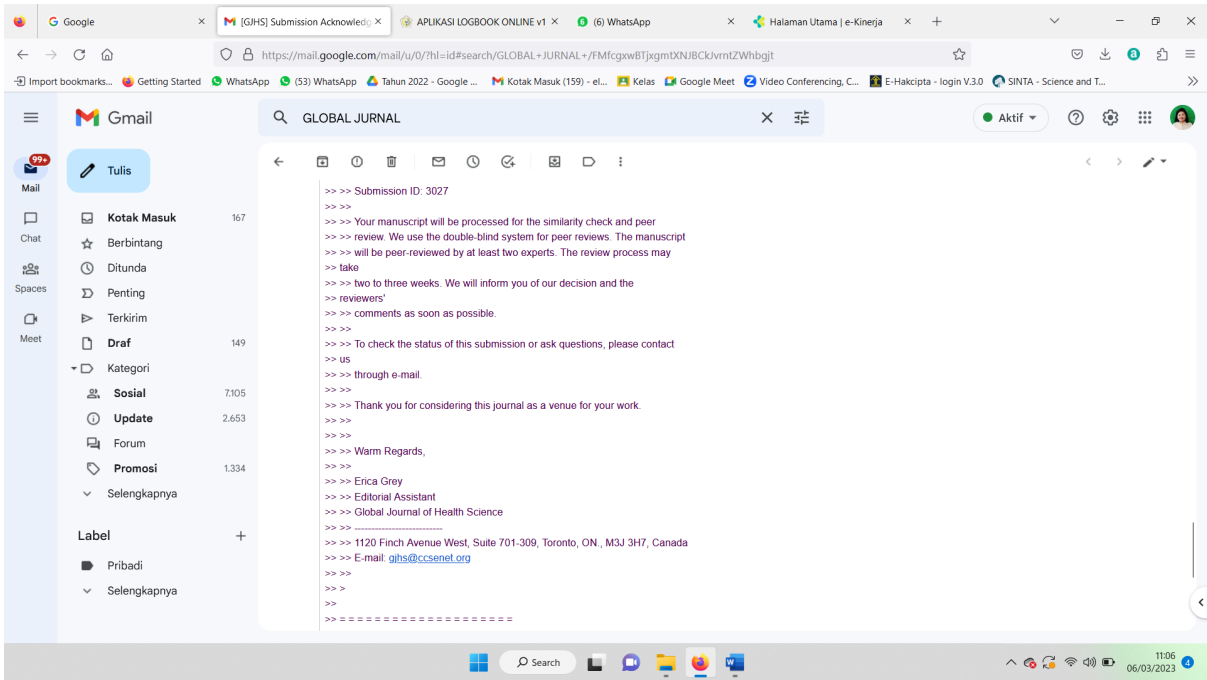 Google
[GJHS] Submission Acknowledg
APLIKASI LOGBOOK ONLINE v1
(6) WhatsApp
Halaman Utama | e-Kinerja
https://mail.google.com/mail/u/0/?hl=id#search/GLOBAL+JURNAL+/FMfcgxwBTjxgmtXNJBCkJvrntZWhbgjt
Import bookmarks... Getting Started WhatsApp (53) WhatsApp Tahun 2022 - Google ... Kotak Masuk (159) - el... Kelas Google Meet Video Conferencing, C... E-Hakcipta - login V.3.0 SINTA - Science and T...
Gmail
GLOBAL JURNAL
Aktif
99+
Mail
Chat
Spaces
Meet
Tulis
Kotak Masuk 167
Berbintang
Ditunda
Penting
Terkirim
Draf 149
Kategori
Sosial 7.105
Update 2.653
Forum
Promosi 1.334
Selengkapnya
Label
Pribadi
Selengkapnya
>> >> Submission ID: 3027
>> >>
>> >> Your manuscript will be processed for the similarity check and peer
>> >> review. We use the double-blind system for peer reviews. The manuscript
>> >> will be peer-reviewed by at least two experts. The review process may
>> take
>> >> two to three weeks. We will inform you of our decision and the
>> reviewers'
>> >> comments as soon as possible.
>> >>
>> >> To check the status of this submission or ask questions, please contact
>> us
>> >> through e-mail.
>> >>
>> >> Thank you for considering this journal as a venue for your work.
>> >>
>> >>
>> >> Warm Regards,
>> >>
>> >> Erica Grey
>> >> Editorial Assistant
>> >> Global Journal of Health Science
>> >> --------------------------
>> >> 1120 Finch Avenue West, Suite 701-309, Toronto, ON., M3J 3H7, Canada
>> >> E-mail: gjhs@ccsenet.org
>> >>
>> >
>>
>> = = = = = = = = = = = = = = = = = = = =
Search
11:06
06/03/2023
4